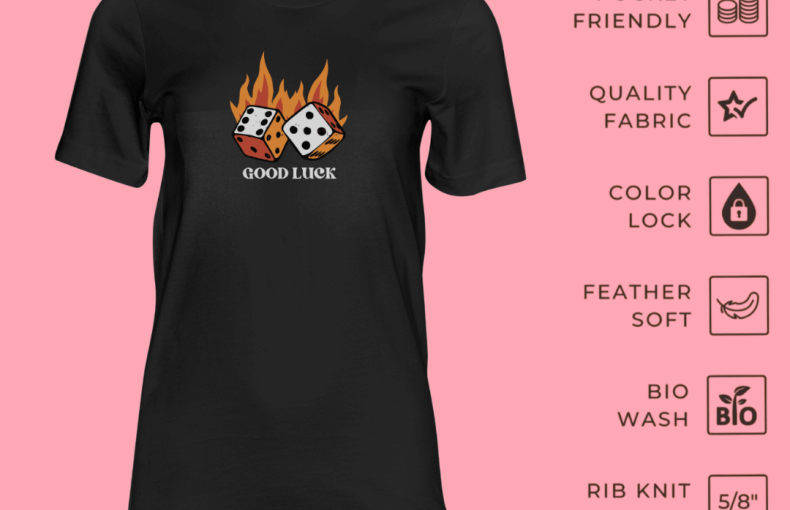 GOOD LUCK
FRIENDLY
QUALITY
FABRIC
COLOR
LOCK
FEATHER
SOFT
BIO
WASH
BIO
RIB KNIT
5/8"